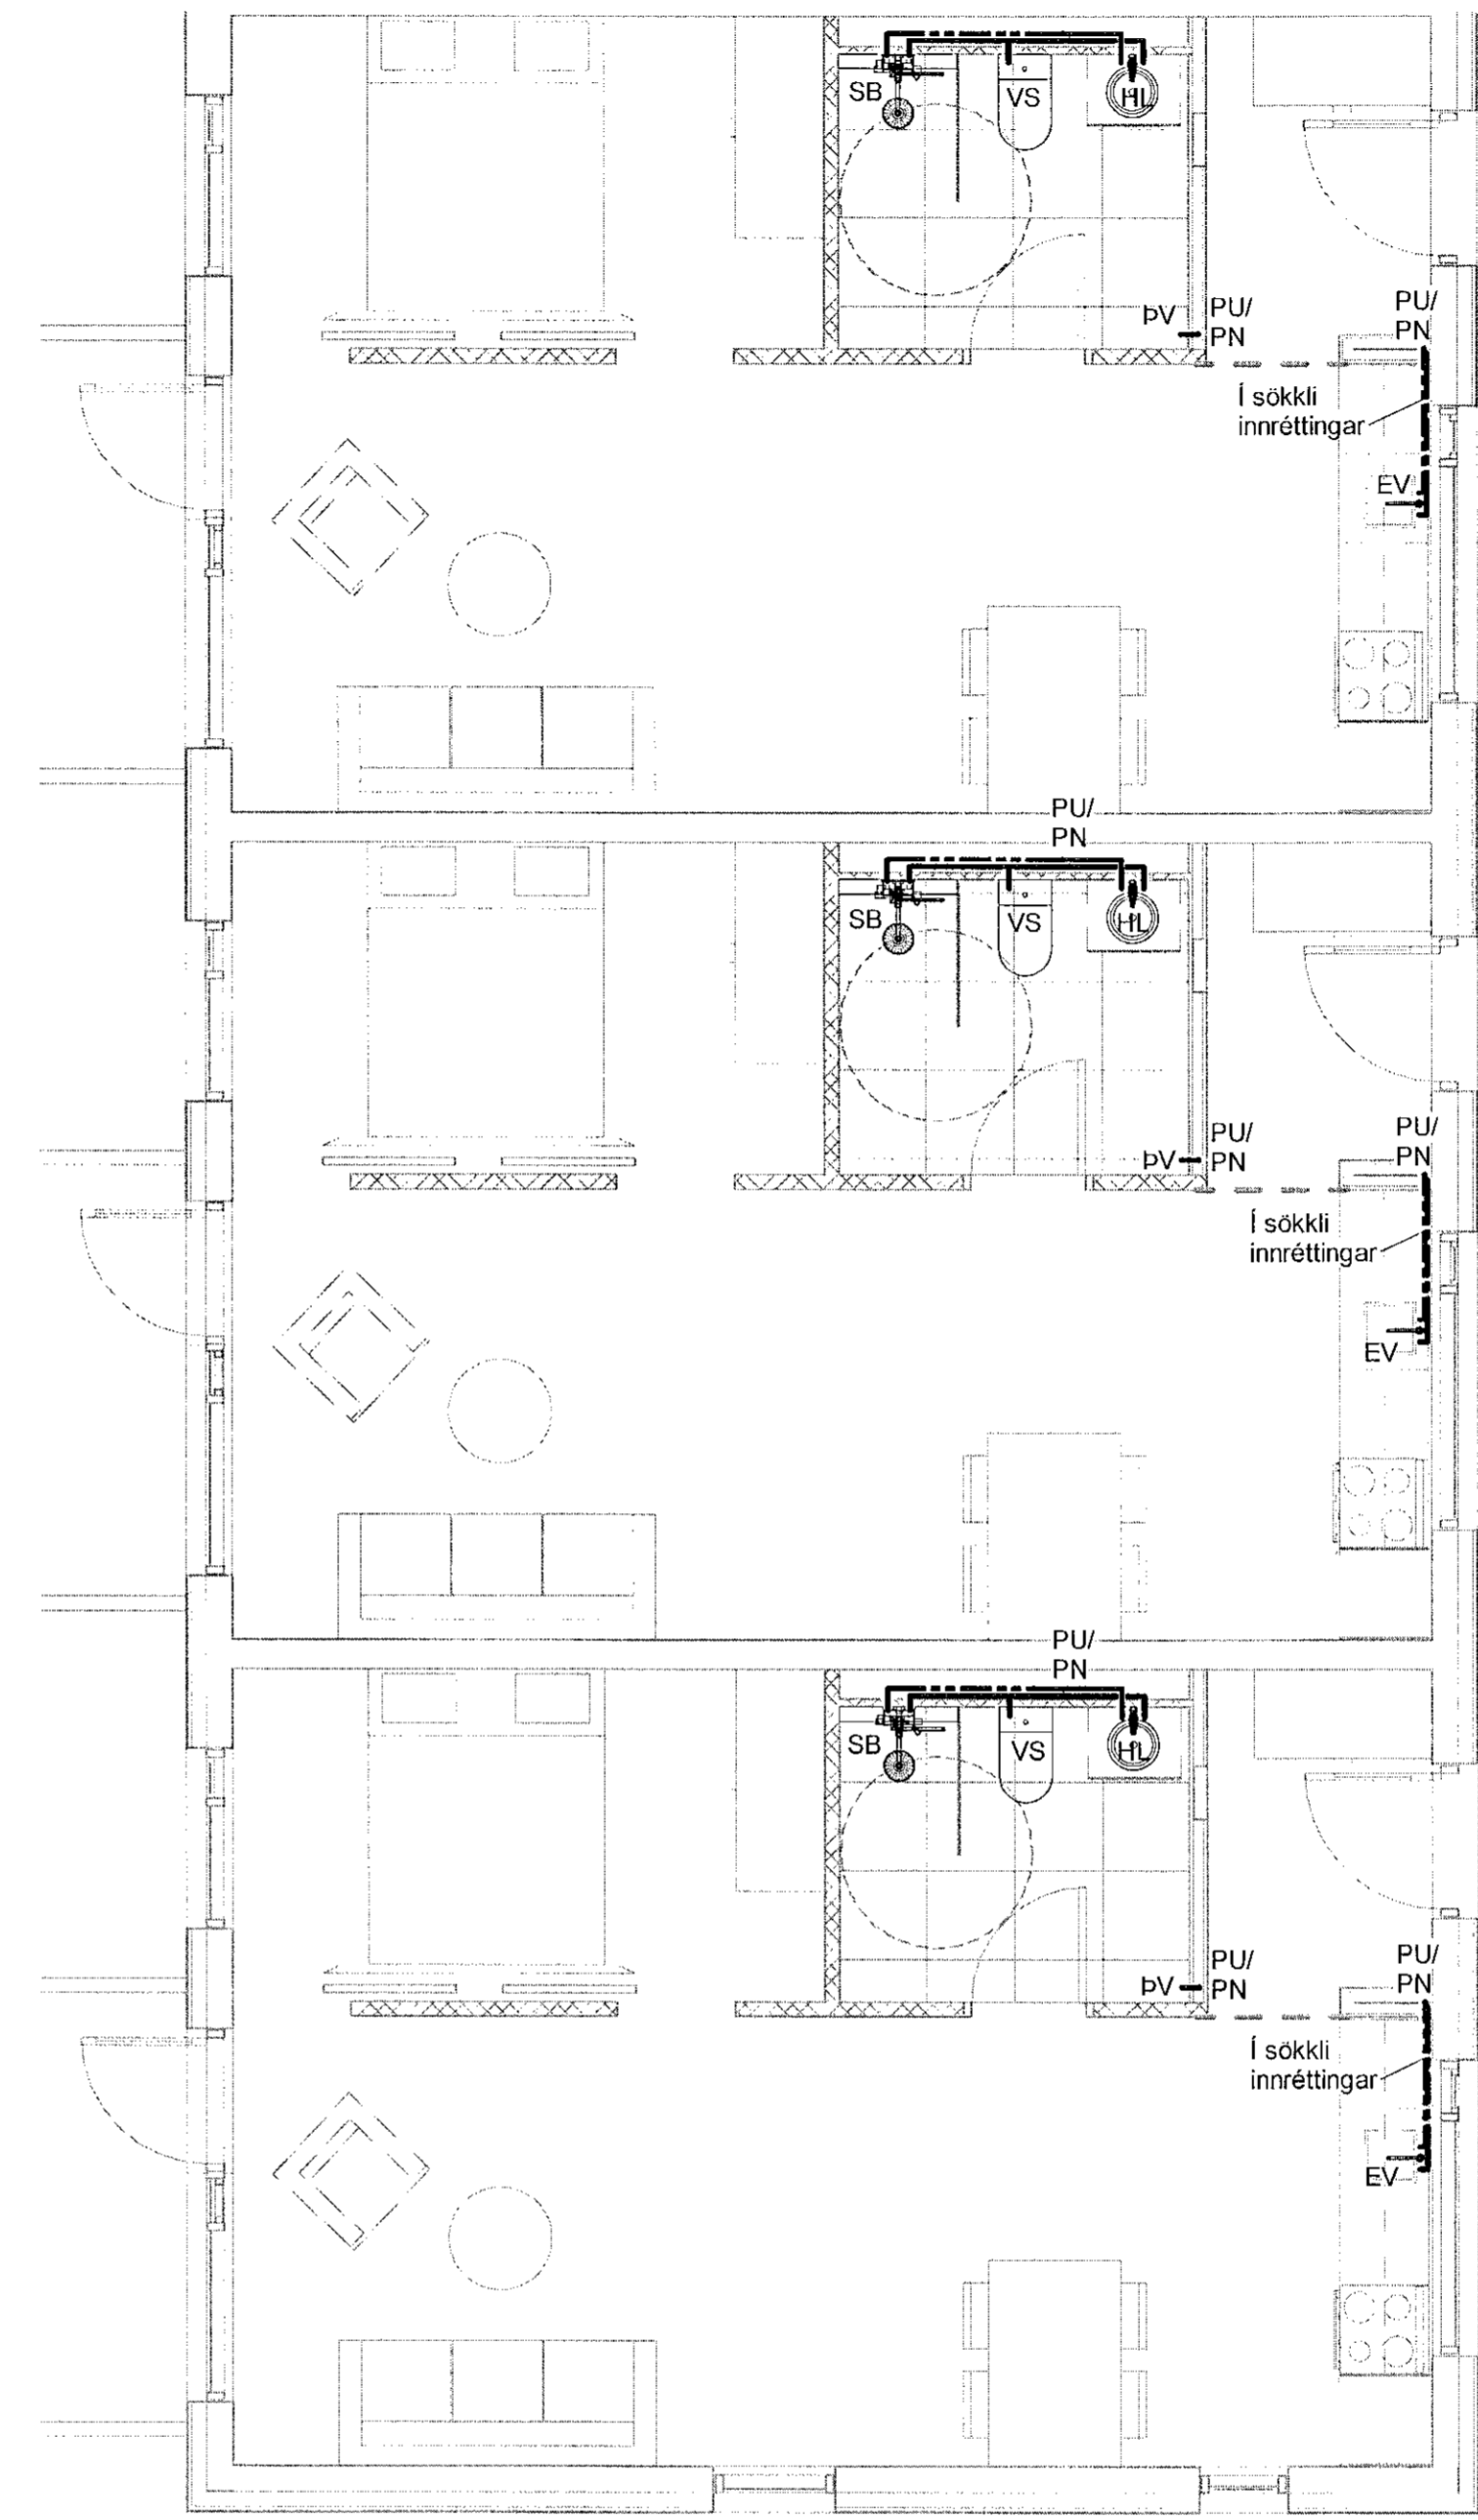 SB
VS
HL
ÞV
PU/
PN
PU/
PN
Í sökkli
innréttingar
EV
PU/
PN
SB
VS
HL
ÞV
PU/
PN
PU/
PN
Í sökkli
innréttingar
EV
PU/
PN
SB
VS
HL
ÞV
PU/
PN
PU/
PN
Í sökkli
innréttingar
EV